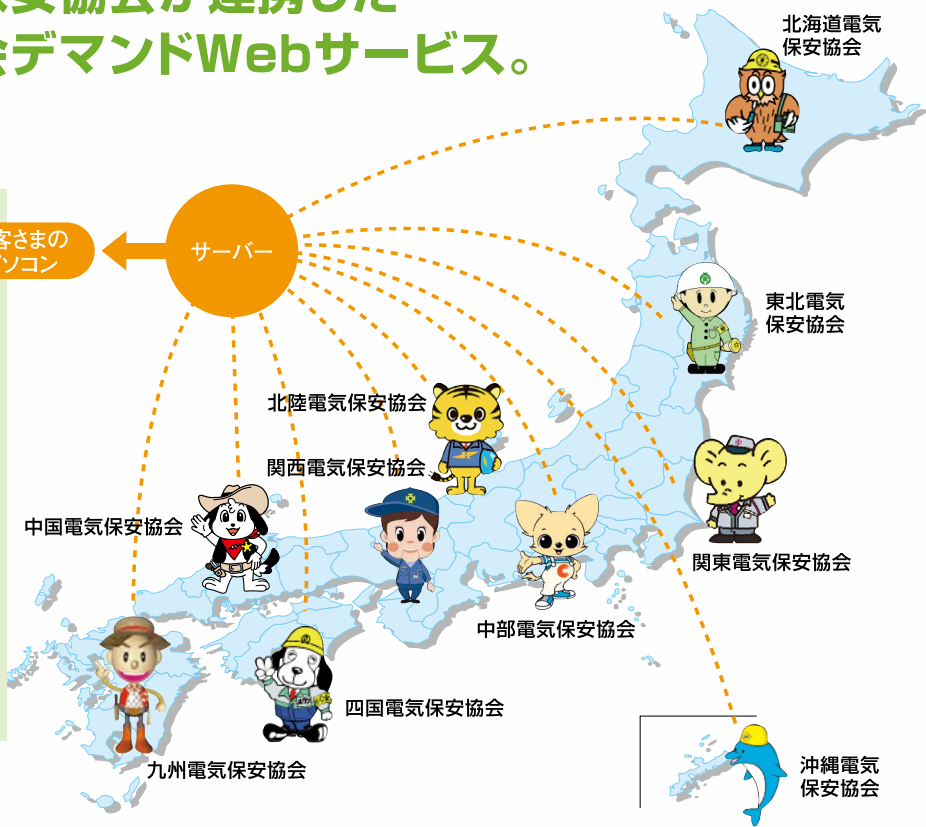 安協会が連携した
会デマンドWebサービス。
北海道電気
保安協会
客さまの
ソコン
サーバー
東北電気
保安協会
北陸電気保安協会
関西電気保安協会
中国電気保安協会
関東電気保安協会
中部電気保安協会
四国電気保安協会
九州電気保安協会
沖縄電気
保安協会
C